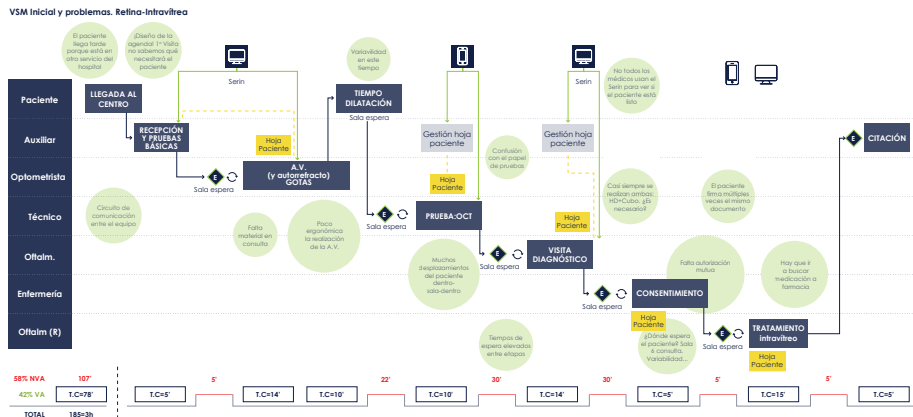 VSM Inicial y problemas. Retina-Intravítrea
El paciente
llega tarde
porque está en
otro servicio del
hospital
¡Diseño de la
agenda! 1ª Visita
no sabemos qué
necesitará el
paciente
Serin
Variavilidad
en este
tiempo
Serin
No todos los
médicos usan el
Serin para ver si
el paciente está
listo
Paciente
LLEGADA AL
CENTRO
TIEMPO
DILATACIÓN
Sala espera
Auxiliar
RECEPCIÓN
Y PRUEBAS
BÁSICAS
Hoja
Paciente
Gestión hoja
paciente
Gestión hoja
paciente
E
CITACIÓN
Confusión
con el papel
de pruebas
Optometrista
E
Sala espera
A.V.
(y autorrefracto)
GOTAS
Hoja
Paciente
Casi siempre se
realizan ambas:
HD+Cubo. ¿Es
necesario?
El paciente
firma múltiples
veces el mismo
documento
Técnico
Circuito de
comunicación
entre el equipo
Falta
material en
consulta
Poco
ergonómica
la realización
de la A.V.
E
Sala espera
PRUEBA:OCT
Hoja
Paciente
Oftalm.
Muchos
desplazamientos
del paciente
dentro-
sala-dentro
E
Sala espera
VISITA
DIAGNÓSTICO
Falta autorización
mutua
Hay que ir
a buscar
medicación a
farmacia
Enfermería
E
Sala espera
CONSENTIMIENTO
Hoja
Paciente
Oftalm (R)
Tiempos de
espera elevados
entre etapas
¿Dónde espera
el paciente? Sala
6 consulta.
Variabilidad...
E
Sala espera
TRATAMIENTO
intravítreo
Hoja
Paciente
58% NVA
107'
5'
22'
30'
30'
5'
5'
42% VA
T.C=78'
T.C=5'
T.C=14'
T.C=10'
T.C=10'
T.C=14'
T.C=5'
T.C=15'
T.C=5'
TOTAL
185=3h